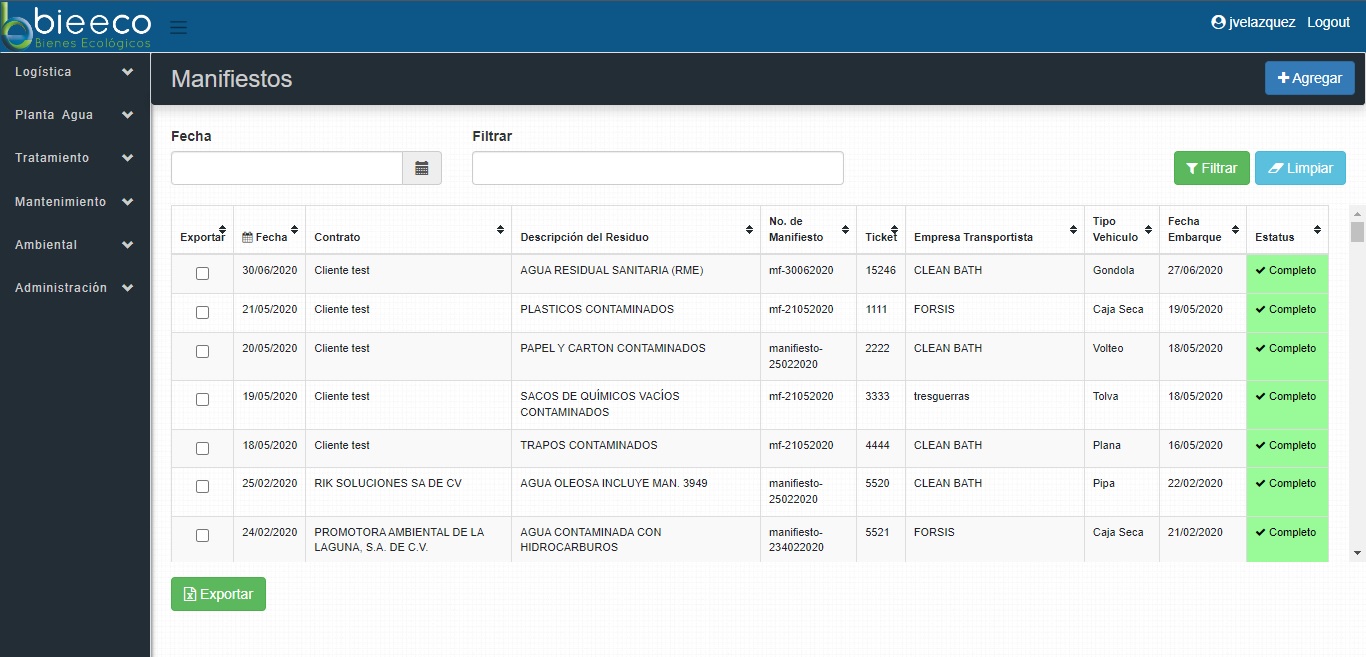 bieeco
Bienes Ecológicos
jvelazquez Logout
Logística
Planta Agua
Tratamiento
Mantenimiento
Ambiental
Administración
Manifiestos
Agregar
Fecha Filtrar
Filtrar Limpiar
Exportar Fecha Contrato Descripción del Residuo No. de Manifiesto Ticket Empresa Transportista Tipo Vehiculo Fecha Embarque Estatus
30/06/2020 Cliente test AGUA RESIDUAL SANITARIA (RME) mf-30062020 15246 CLEAN BATH Gondola 27/06/2020 Completo
21/05/2020 Cliente test PLASTICOS CONTAMINADOS mf-21052020 1111 FORSIS Caja Seca 19/05/2020 Completo
20/05/2020 Cliente test PAPEL Y CARTON CONTAMINADOS manifiesto-25022020 2222 CLEAN BATH Volteo 18/05/2020 Completo
19/05/2020 Cliente test SACOS DE QUÍMICOS VACÍOS CONTAMINADOS mf-21052020 3333 tresguerras Tolva 18/05/2020 Completo
18/05/2020 Cliente test TRAPOS CONTAMINADOS mf-21052020 4444 CLEAN BATH Plana 16/05/2020 Completo
25/02/2020 RIK SOLUCIONES SA DE CV AGUA OLEOSA INCLUYE MAN. 3949 manifiesto-25022020 5520 CLEAN BATH Pipa 22/02/2020 Completo
24/02/2020 PROMOTORA AMBIENTAL DE LA LAGUNA, S.A. DE C.V. AGUA CONTAMINADA CON HIDROCARBUROS manifiesto-234022020 5521 FORSIS Caja Seca 21/02/2020 Completo
Exportar